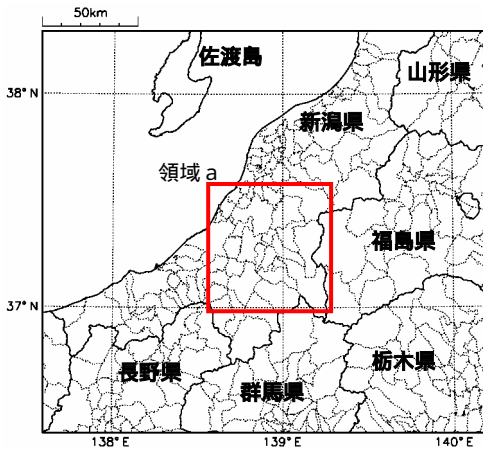 50km
佐渡島
山形県
38° N
新潟県
領域 a
福島県
37° N
長野県
群馬県
栃木県
138° E
139° E
140° E